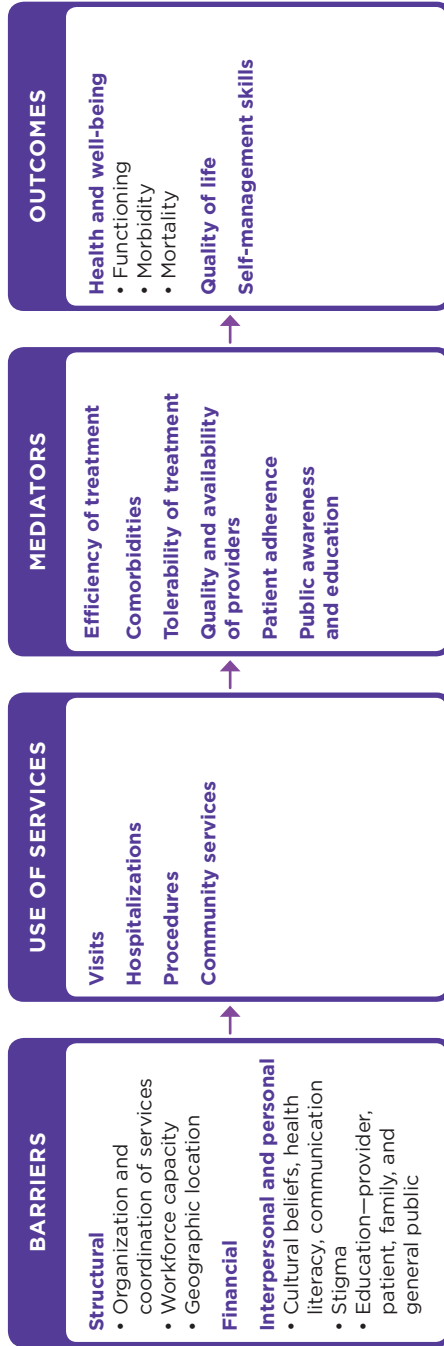 BARRIERS
Structural
• Organization and
coordination of services
• Workforce capacity
• Geographic location
Financial
Interpersonal and personal
• Cultural beliefs, health
literacy, communication
• Stigma
• Education—provider,
patient, family, and
general public
USE OF SERVICES
Visits
Hospitalizations
Procedures
Community services
MEDIATORS
Efficiency of treatment
Comorbidities
Tolerability of treatment
Quality and availability
of providers
Patient adherence
Public awareness
and education
OUTCOMES
Health and well-being
• Functioning
• Morbidity
• Mortality
Quality of life
Self-management skills